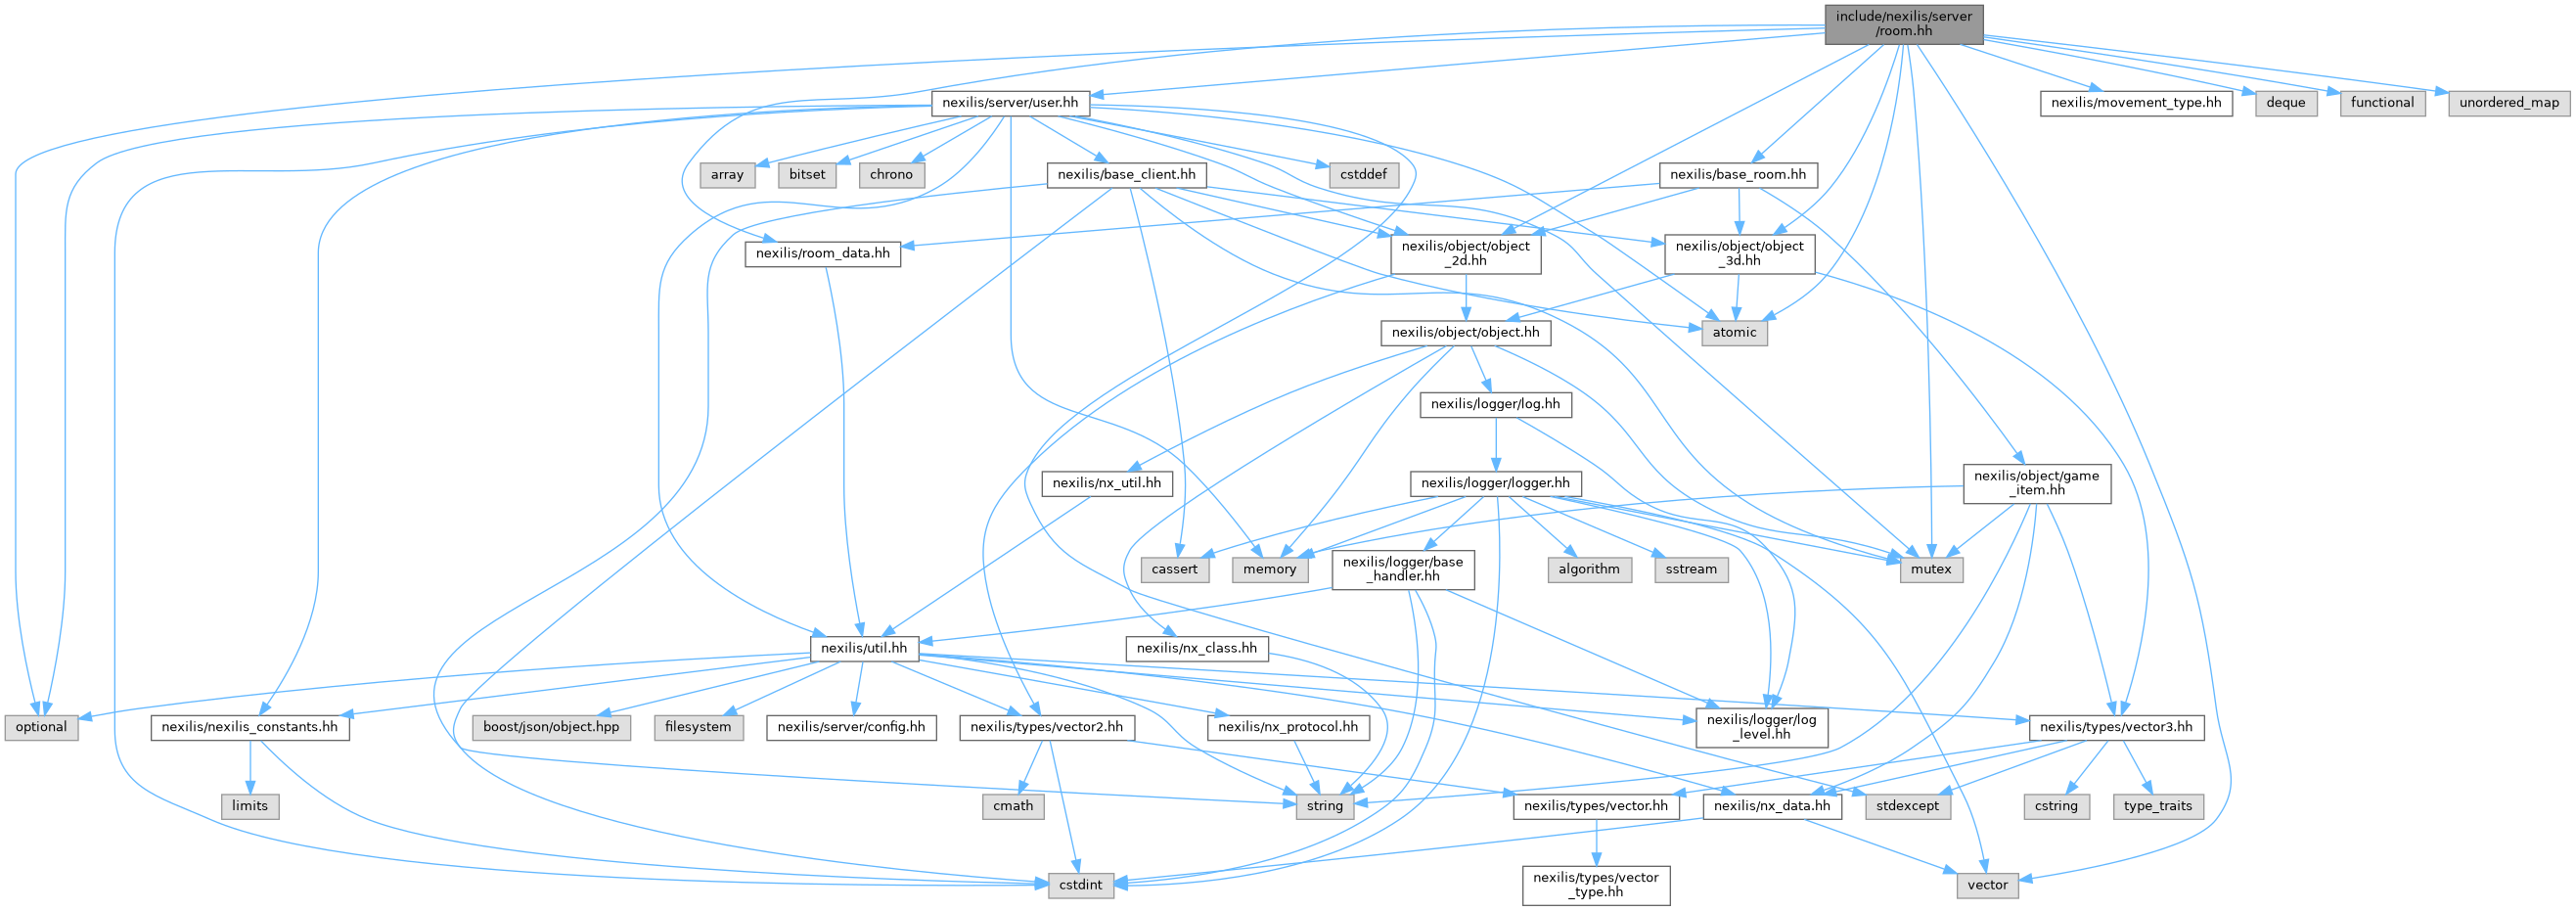 include/nexilis/server
/room.hh
nexilis/server/user.hh
nexilis/movement_type.hh
deque
functional
unordered_map
array
bitset
chrono
nexilis/base_client.hh
cstddef
nexilis/base_room.hh
nexilis/room_data.hh
nexilis/object/object
_2d.hh
nexilis/object/object
_3d.hh
nexilis/object/object.hh
atomic
nexilis/logger/log.hh
nexilis/nx_util.hh
nexilis/logger/logger.hh
nexilis/object/game
_item.hh
cassert
memory
nexilis/logger/base
_handler.hh
algorithm
sstream
mutex
nexilis/util.hh
nexilis/nx_class.hh
optional
nexilis/nexilis_constants.hh
boost/json/object.hpp
filesystem
nexilis/server/config.hh
nexilis/types/vector2.hh
nexilis/nx_protocol.hh
nexilis/logger/log
_level.hh
nexilis/types/vector3.hh
limits
cmath
string
nexilis/types/vector.hh
nexilis/nx_data.hh
stdexcept
cstring
type_traits
cstdint
nexilis/types/vector
_type.hh
vector